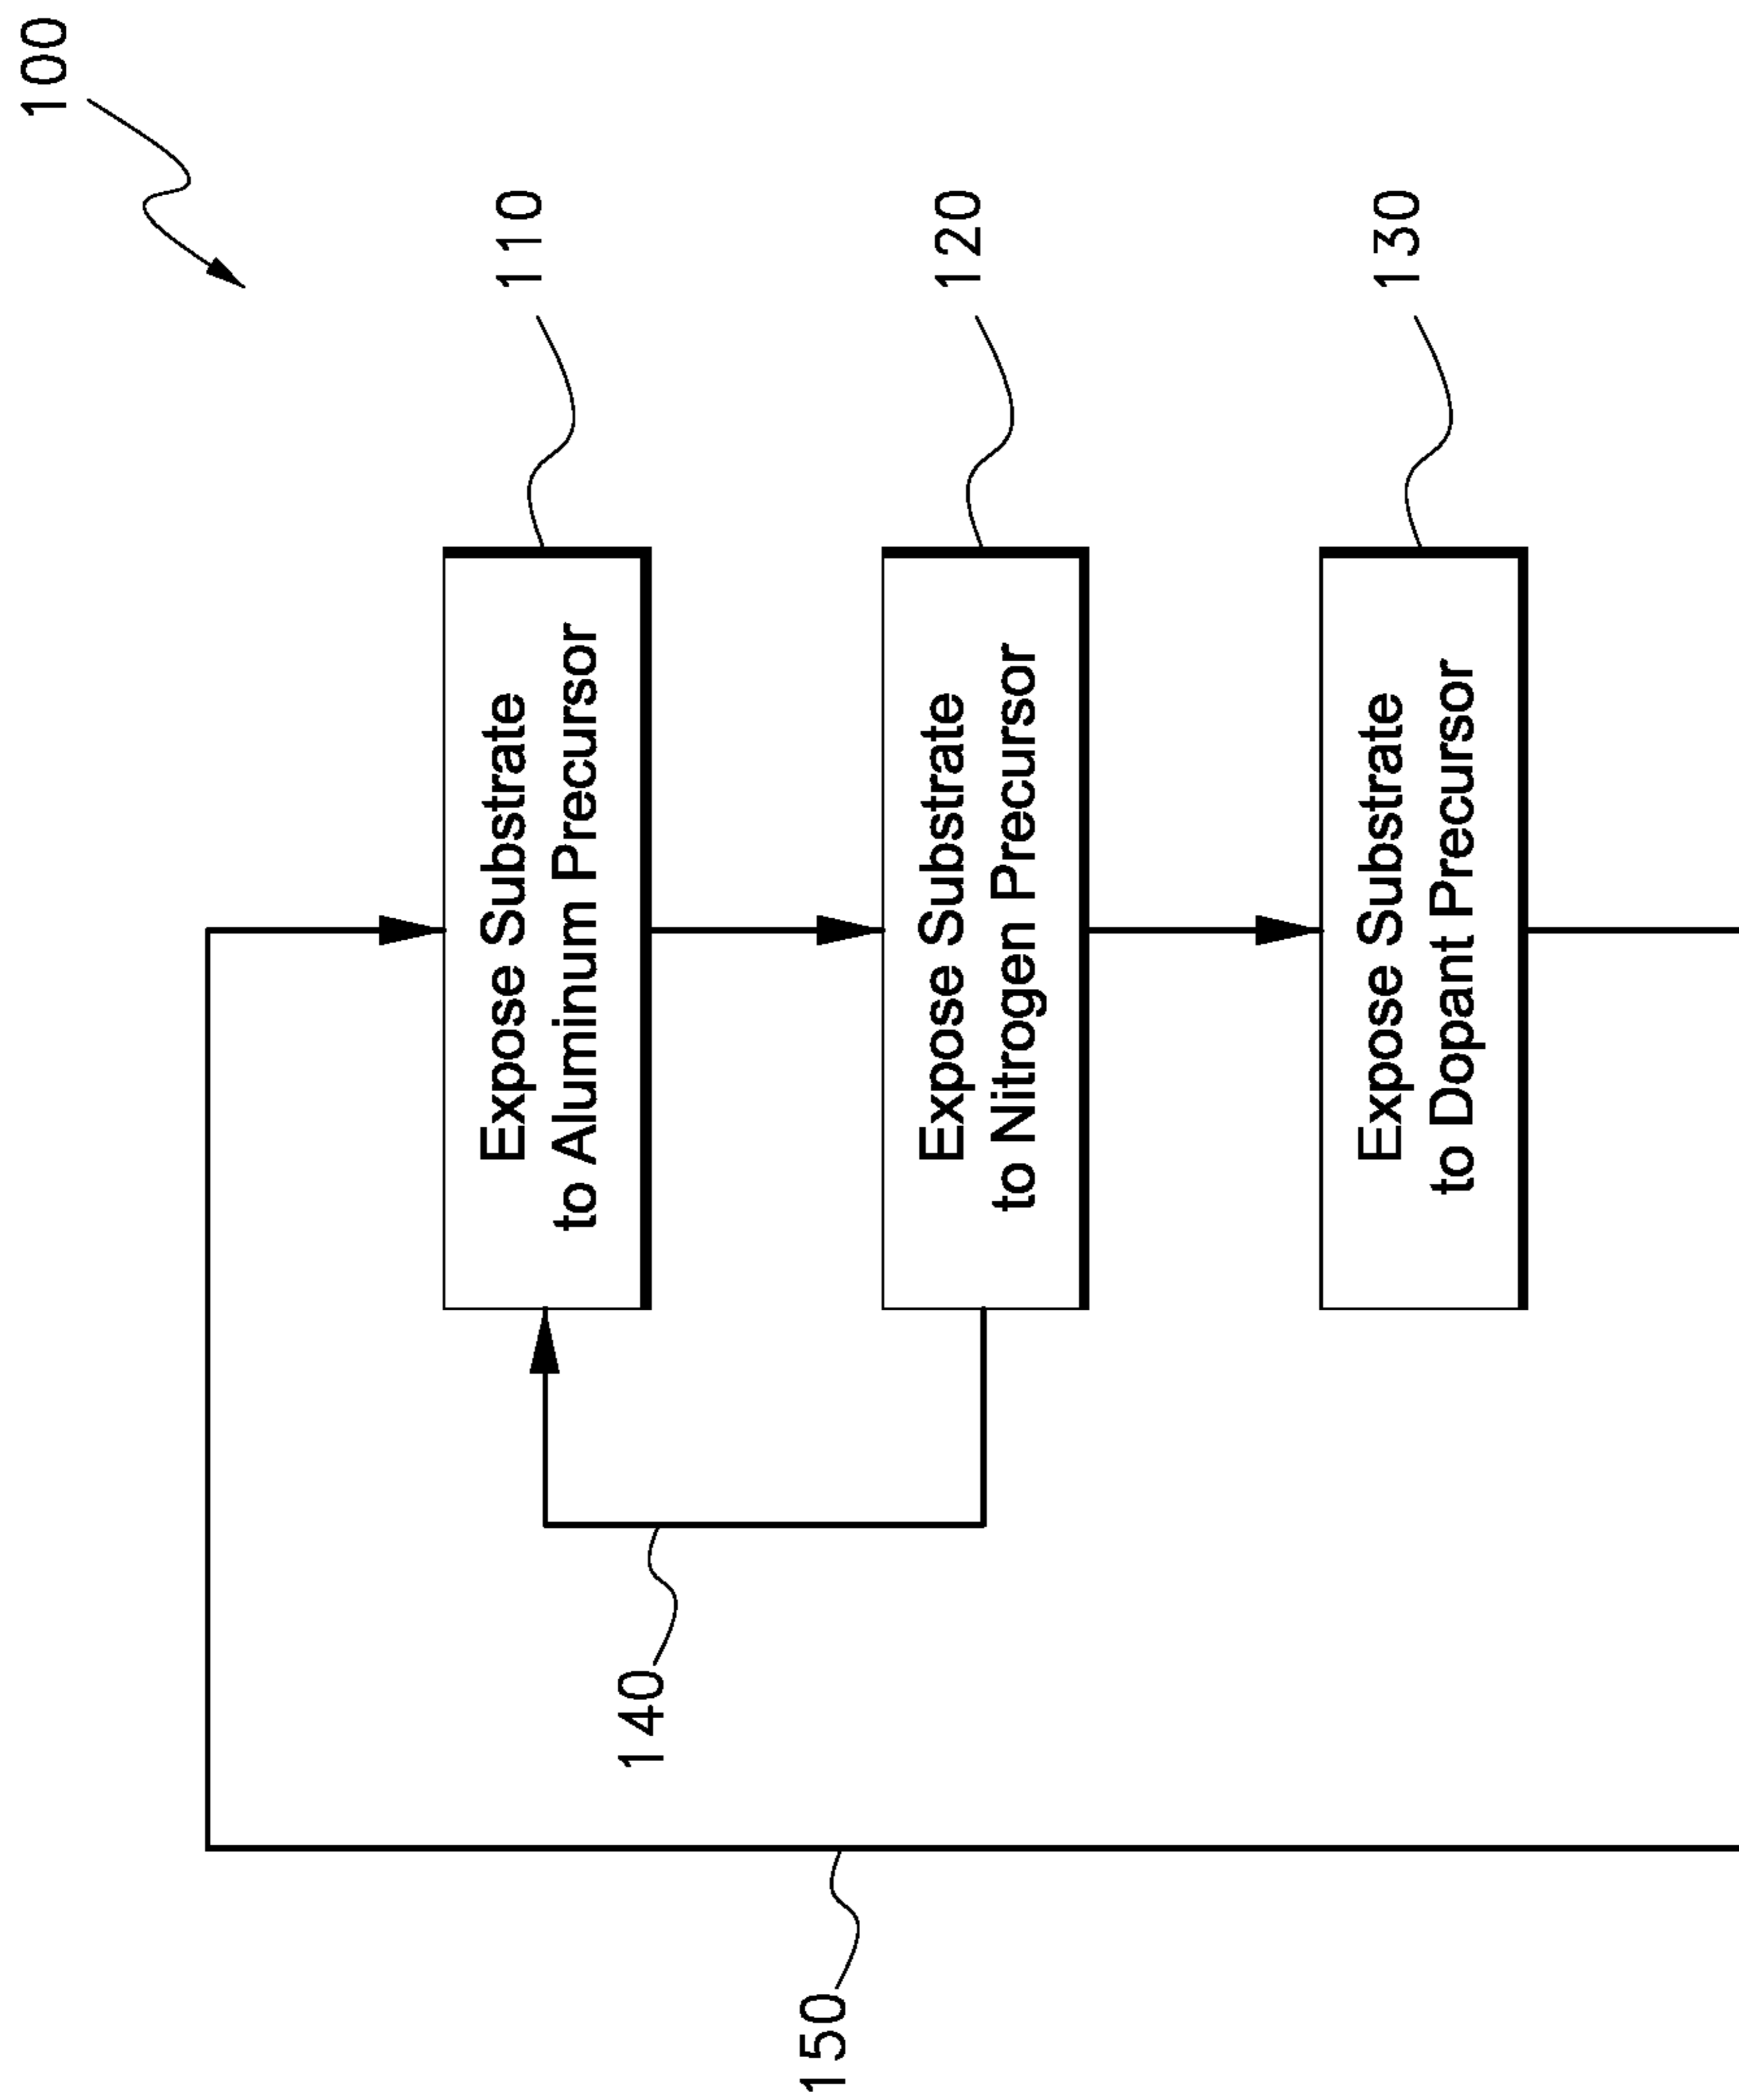 100
Expose Substrate
to Aluminum Precursor
110
Expose Substrate
to Nitrogen Precursor
120
Expose Substrate
to Dopant Precursor
130
140
150